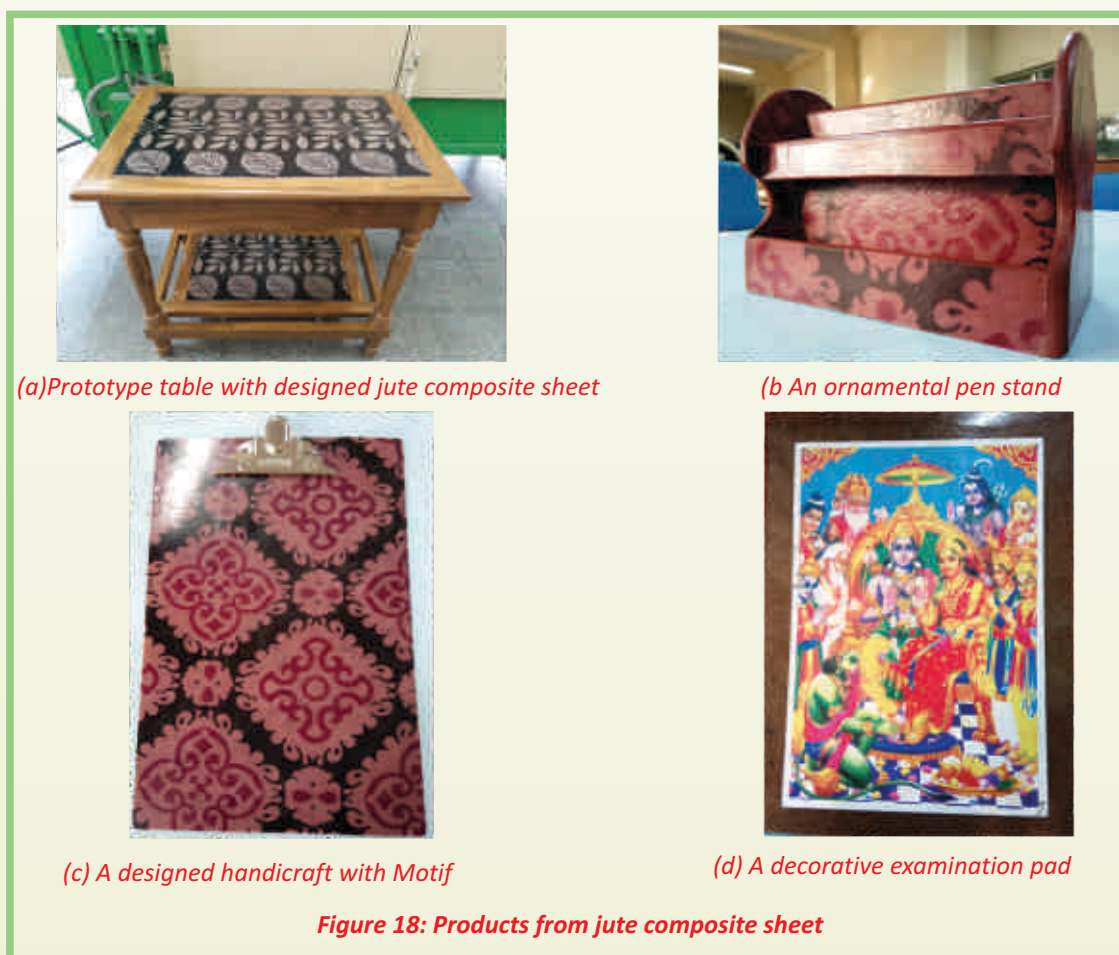 (a)Prototype table with designed jute composite sheet
(b An ornamental pen stand
(c) A designed handicraft with Motif
(d) A decorative examination pad
Figure 18: Products from jute composite sheet